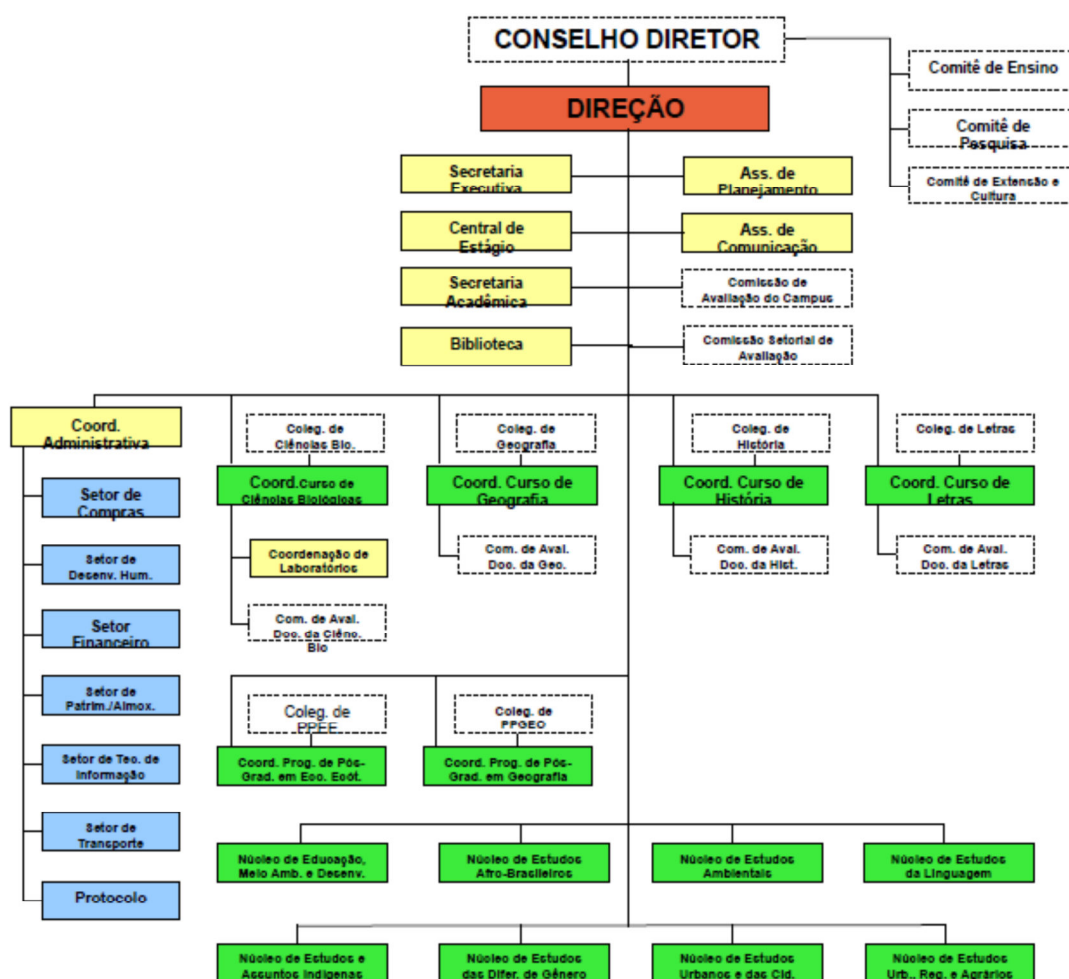 CONSELHO DIRETOR
Comitê de Ensino
DIREÇÃO
Comitê de
Pesquisa
Secretaria
Executiva
Ass. de
Planejamento
Comitê de Extensão e
Cultura
Central de
Estágio
Ass. de
Comunicação
Secretaria
Acadêmica
Comissão de
Avaliação do Campus
Biblioteca
Comissão Setorial de
Avaliação
Coord.
Administrativa
Coleg. de
Ciências Bio.
Coleg. de
Geografia
Coleg. de
História
Coleg. de Letras
Coord.Curso de
Ciências Biológicas
Coord. Curso de
Geografia
Coord. Curso de
História
Coord. Curso de
Letras
Setor de
Compras
Coordenação de
Laboratórios
Com. de Aval.
Doc. da Geo.
Com. de Aval.
Doc. da Hist.
Com. de Aval.
Doc. da Letras
Setor de
Desenv. Hum.
Com. de Aval.
Doc. da Ciênc.
Bio
Setor
Financeiro
Setor de
Patrim./Almox.
Coleg. de
PPEE
Coleg. de
PPGEO
Setor de Tec. de
Informação
Coord. Prog. de Pós-
Grad. em Eco. Ecót.
Coord. Prog. de Pós-
Grad. em Geografia
Setor de
Transporte
Núcleo de Educação,
Meio Amb. e Desenv.
Núcleo de Estudos
Afro-Brasileiros
Núcleo de Estudos
Ambientais
Núcleo de Estudos
da Linguagem
Protocolo
Núcleo de Estudos e
Assuntos Indígenas
Núcleo de Estudos
das Difer. de Gênero
Núcleo de Estudos
Urbanos e das Cid.
Núcleo de Estudos
Urb., Reg. e Agrários